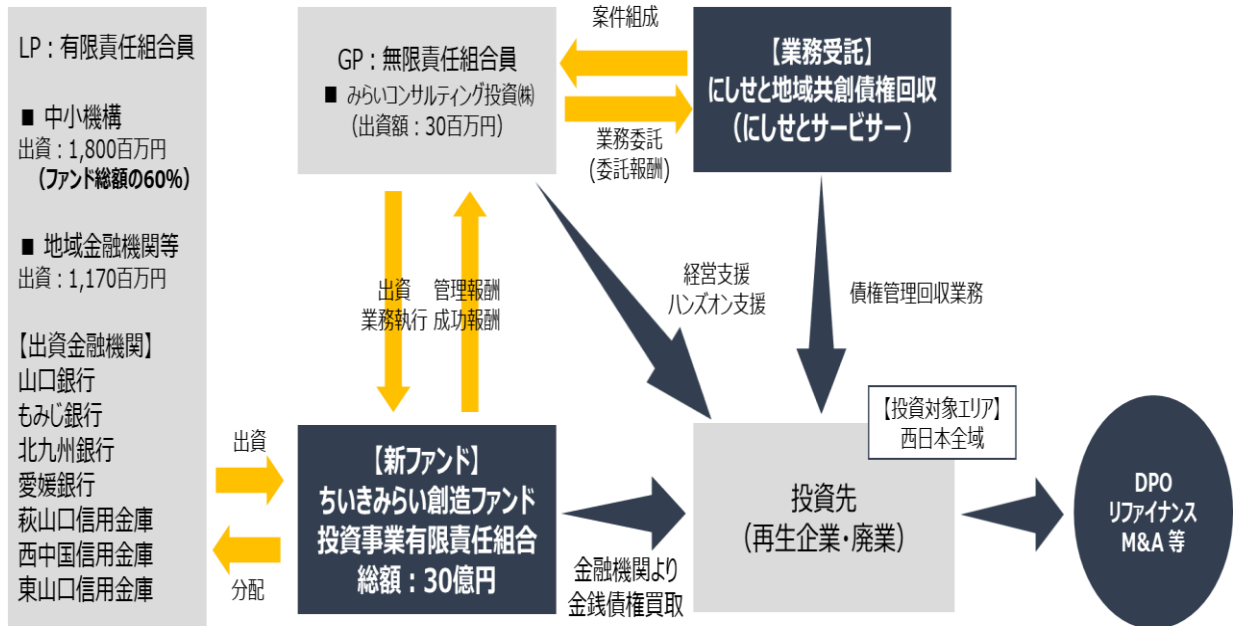 LP：有限責任組合員
■ 中小機構
出資：1,800百万円
（ファンド総額の60%）
■ 地域金融機関等
出資：1,170百万円
【出資金融機関】
山口銀行
もみじ銀行
北九州銀行
愛媛銀行
萩山口信用金庫
西中国信用金庫
東山口信用金庫
GP：無限責任組合員
■ みらいコンサルティング投資㈱
（出資額：30百万円）
案件組成
業務委託
(委託報酬)
【業務受託】
にしせと地域共創債権回収
（にしせとサービサー）
出資
業務執行
管理報酬
成功報酬
経営支援
ハンズオン支援
債権管理回収業務
出資
分配
【新ファンド】
ちいきみらい創造ファンド
投資事業有限責任組合
総額：30億円
金融機関より
金銭債権買取
【投資対象エリア】
西日本全域
投資先
（再生企業・廃業）
DPO
リファイナンス
M&A 等